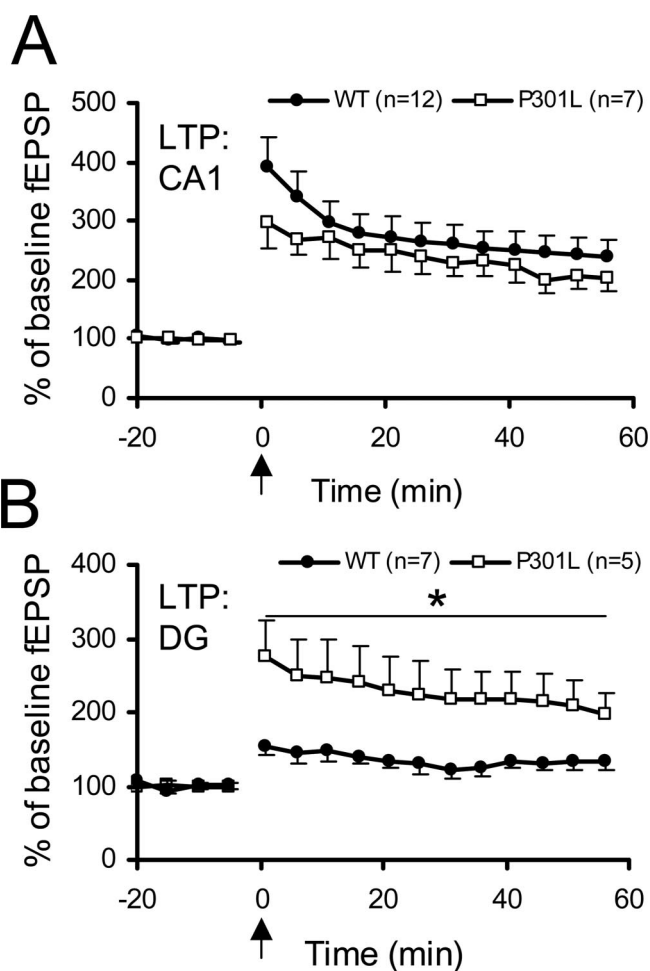 A
% of baseline fEPSP
WT (n=12) P301L (n=7)
LTP:
CA1
500
400
300
200
100
0
-20 0 20 40 60
Time (min)
B
% of baseline fEPSP
WT (n=7) P301L (n=5)
LTP:
DG
*
400
300
200
100
0
-20 0 20 40 60
Time (min)